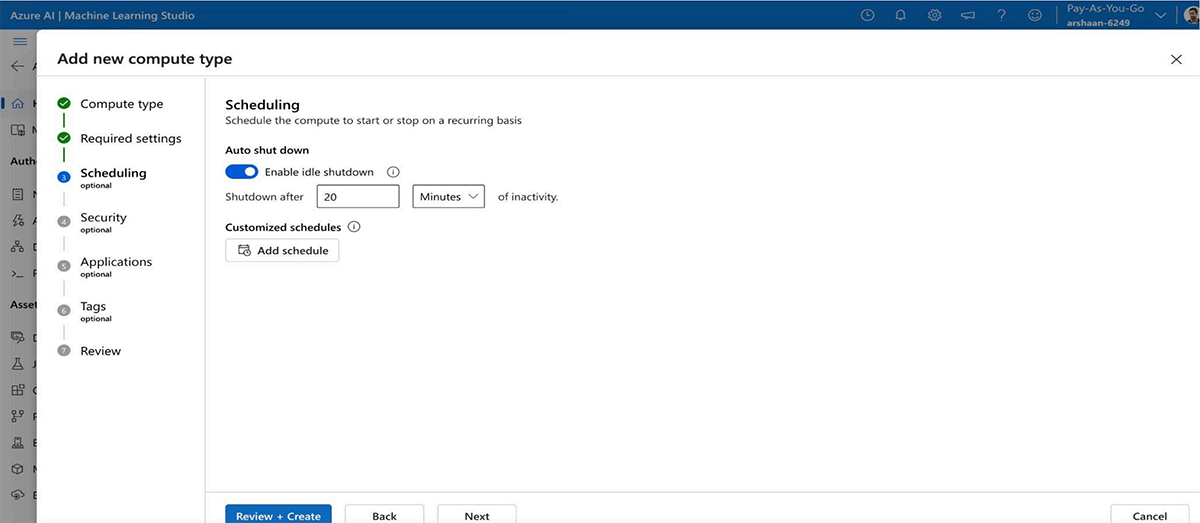 Azure AI | Machine Learning Studio
Pay-As-You-Go
arshaan-6249
Add new compute type
Compute type
Required settings
3 Scheduling
optional
4 Security
optional
5 Applications
optional
6 Tags
optional
7 Review
Scheduling
Schedule the compute to start or stop on a recurring basis
Auto shut down
Enable idle shutdown
Shutdown after 20 Minutes of inactivity.
Customized schedules
Add schedule
Review + Create Back Next Cancel